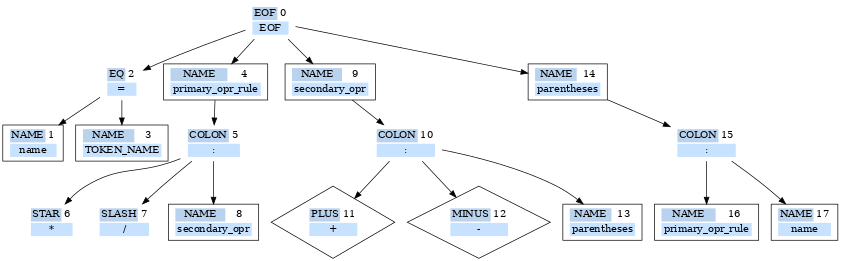 EOF 0
EOF
EQ 2
=
NAME 4
primary_opr_rule
NAME 9
secondary_opr
NAME 14
parentheses
NAME 1
name
NAME 3
TOKEN_NAME
COLON 5
:
COLON 10
:
COLON 15
:
STAR 6
*
SLASH 7
/
NAME 8
secondary_opr
PLUS 11
+
MINUS 12
-
NAME 13
parentheses
NAME 16
primary_opr_rule
NAME 17
name